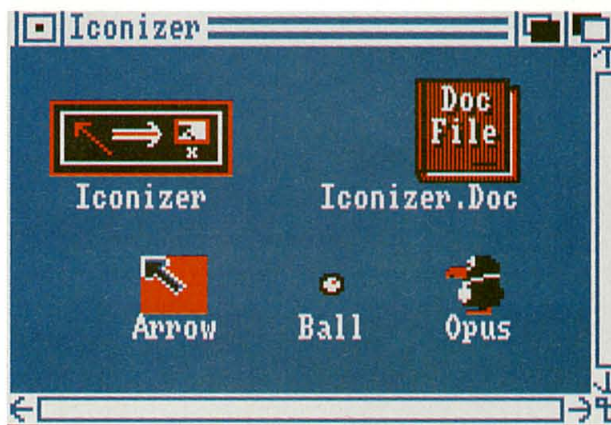 Iconizer
Doc
File
x
Iconizer
Iconizer.Doc
Arrow
Ball
Opus